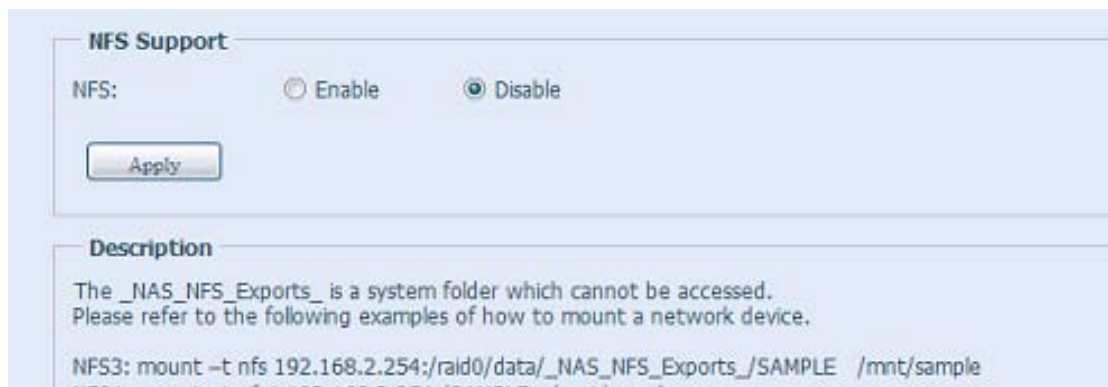 NFS Support
NFS: Enable Disable
Apply
Description
The _NAS_NFS_Exports_ is a system folder which cannot be accessed.
Please refer to the following examples of how to mount a network device.
NFS3: mount –t nfs 192.168.2.254:/raid0/data/_NAS_NFS_Exports_/SAMPLE /mnt/sample